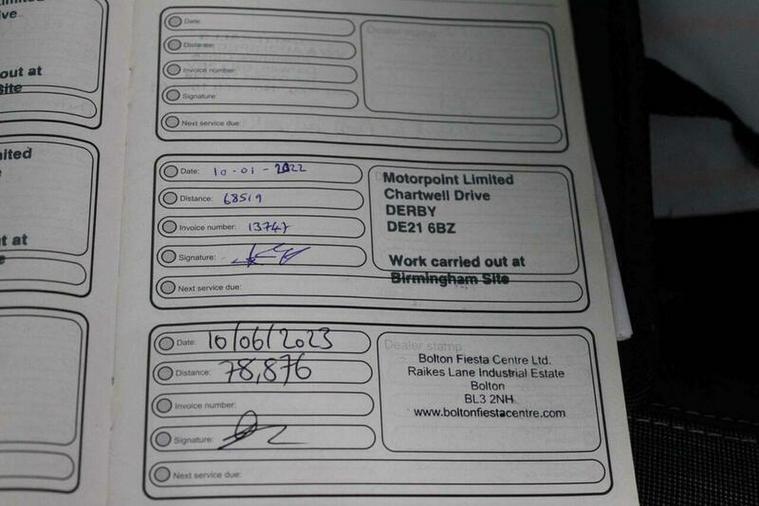 ve
out at
Site
Date:
Distance:
Invoice number:
Signature:
Next service due:
ited
t at
Date: 10-01-2022
Distance: 68519
Invoice number:
Signature:
Next service due:
Motorpoint Limited
Chartwell Drive
DERBY
DE21 6BZ
Work carried out at
Birmingham Site
Date: 10/06/2023
Distance: 78,876
Invoice number:
Signature:
Next service due:
Dealer stamp
Bolton Fiesta Centre Ltd.
Raikes Lane Industrial Estate
Bolton
BL3 2NH
www.boltonfiestacentre.com